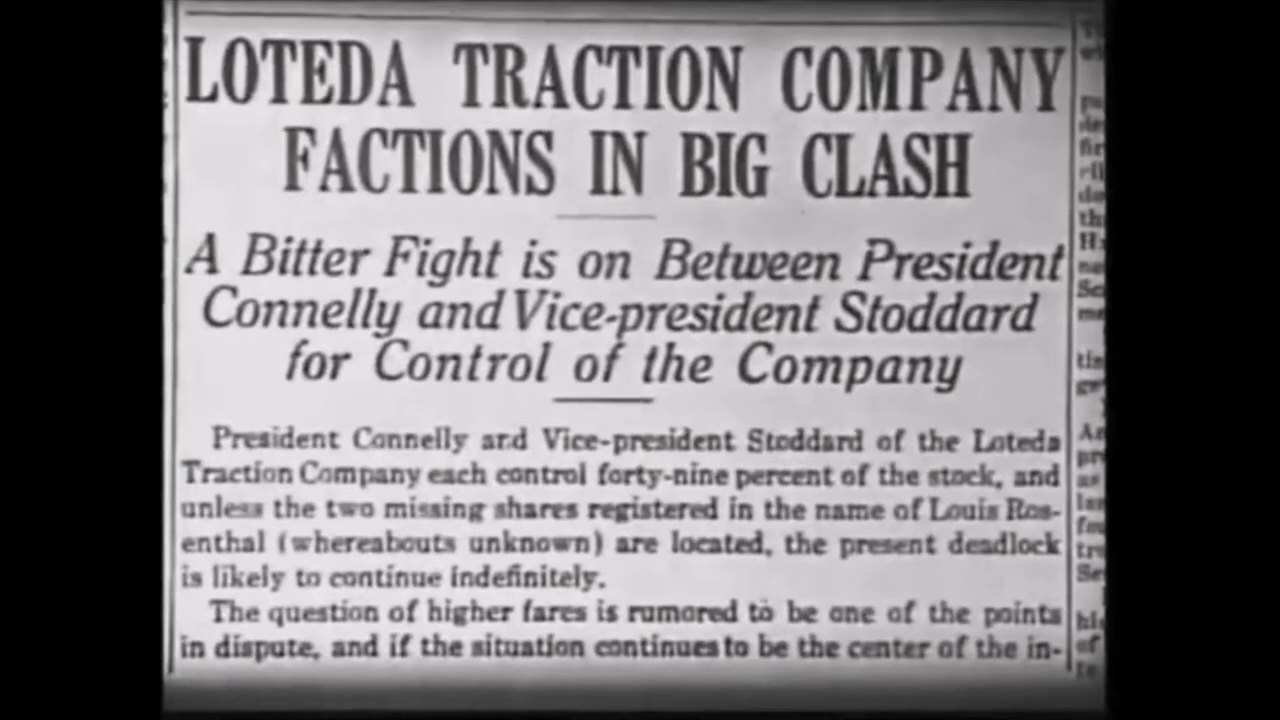 LOTEDA TRACTION COMPANY
FACTIONS IN BIG CLASH
A Bitter Fight is on Between President
Connelly and Vice-president Stoddard
for Control of the Company
President Connelly and Vice-president Stoddard of the Loteda
Traction Company each control forty-nine percent of the stock, and
unless the two missing shares registered in the name of Louis Ros-
enthal (whereabouts unknown) are located, the present deadlock
is likely to continue indefinitely.
The question of higher fares is rumored to be one of the points
in dispute, and if the situation continues to be the center of the in-